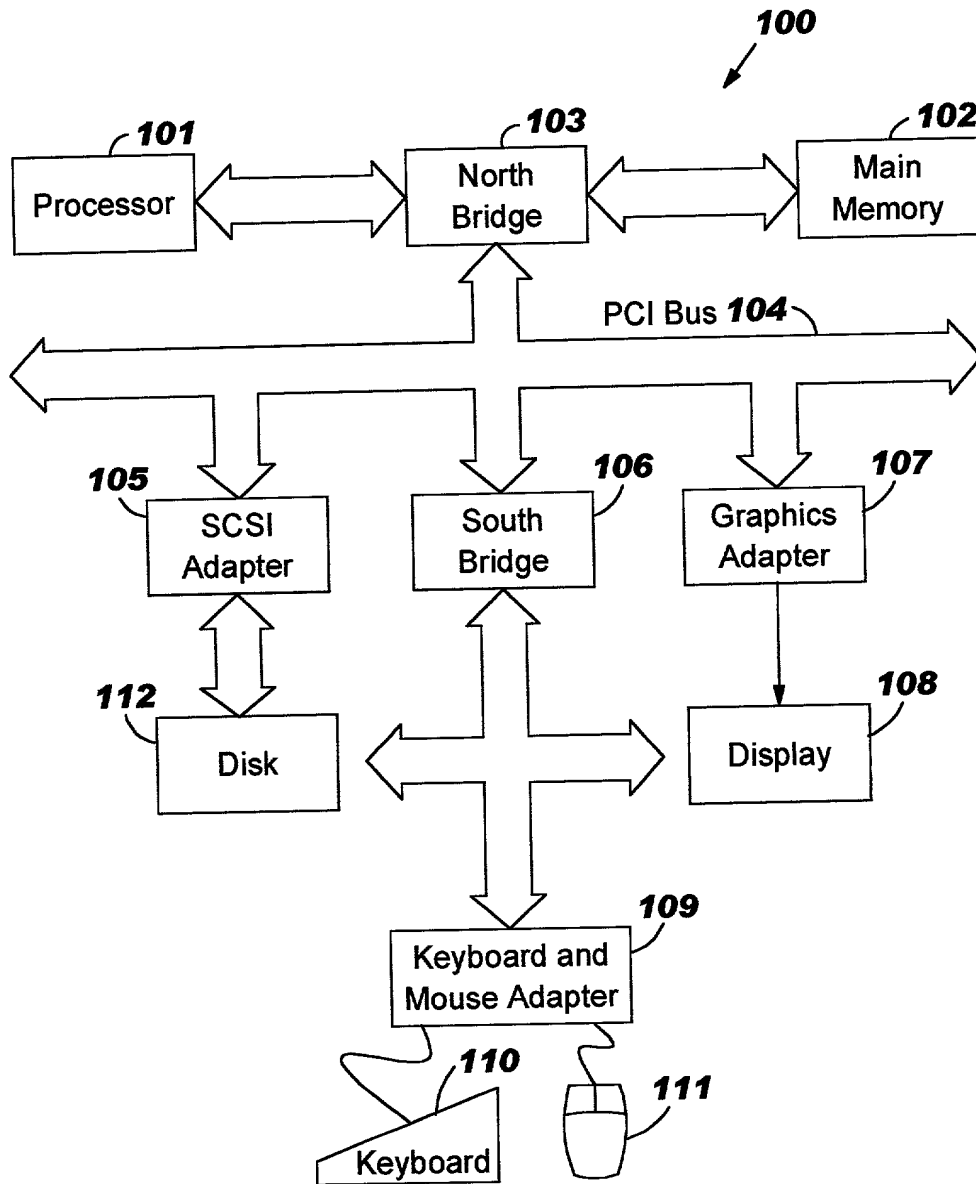 100
101
103
102
Processor
North
Bridge
Main
Memory
PCI Bus 104
105
106
107
SCSI
Adapter
South
Bridge
Graphics
Adapter
112
108
Disk
Display
109
Keyboard and
Mouse Adapter
110
111
Keyboard